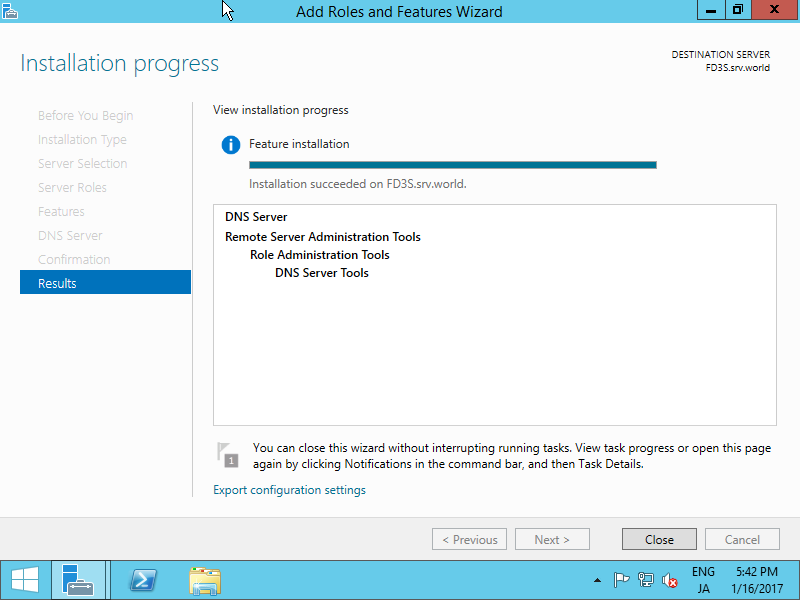 Add Roles and Features Wizard
Installation progress
DESTINATION SERVER
FD3S.srv.world
Before You Begin
Installation Type
Server Selection
Server Roles
Features
DNS Server
Confirmation
Results
View installation progress
Feature installation
Installation succeeded on FD3S.srv.world.
DNS Server
Remote Server Administration Tools
Role Administration Tools
DNS Server Tools
1
You can close this wizard without interrupting running tasks. View task progress or open this page
again by clicking Notifications in the command bar, and then Task Details.
Export configuration settings
< Previous
Next >
Close
Cancel
ENG
JA
5:42 PM
1/16/2017